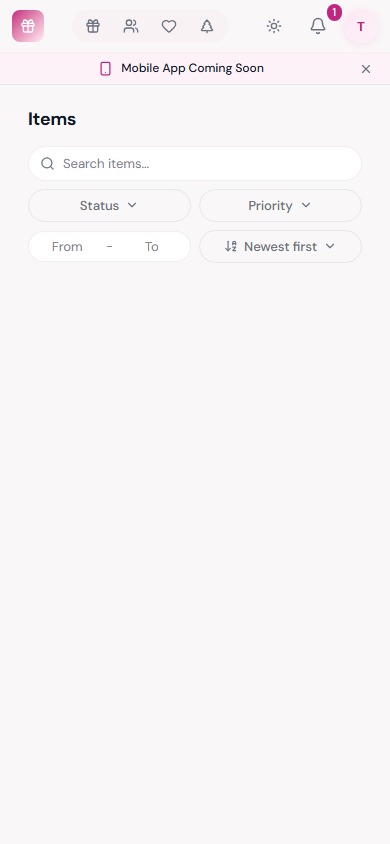 1
T
Mobile App Coming Soon
Items
Search items...
Status
Priority
From - To
Newest first